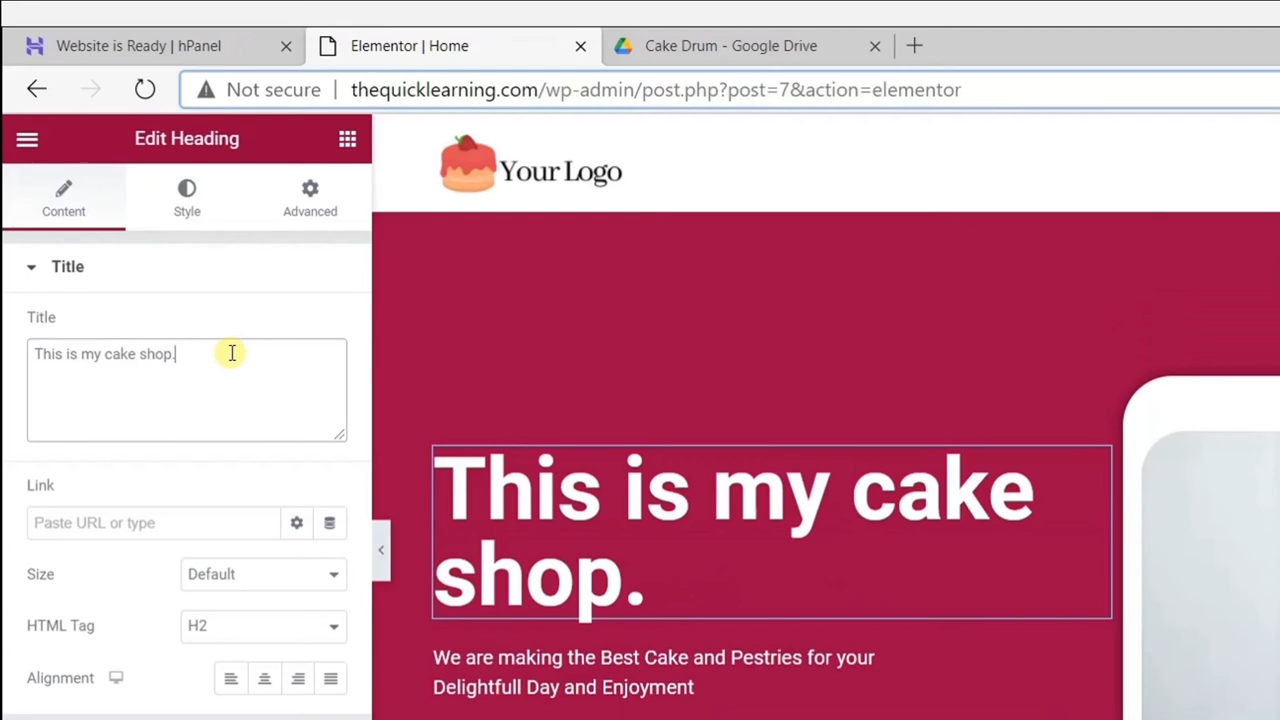 Website is Ready | hPanel
Elementor | Home
Cake Drum - Google Drive
Not secure
thequicklearning.com/wp-admin/post.php?post=7&action=elementor
Edit Heading
Content
Style
Advanced
Title
Title
This is my cake shop.
Link
Paste URL or type
Size
Default
HTML Tag
H2
Alignment
Your Logo
This is my cake
shop.
We are making the Best Cake and Pestries for your
Delightfull Day and Enjoyment